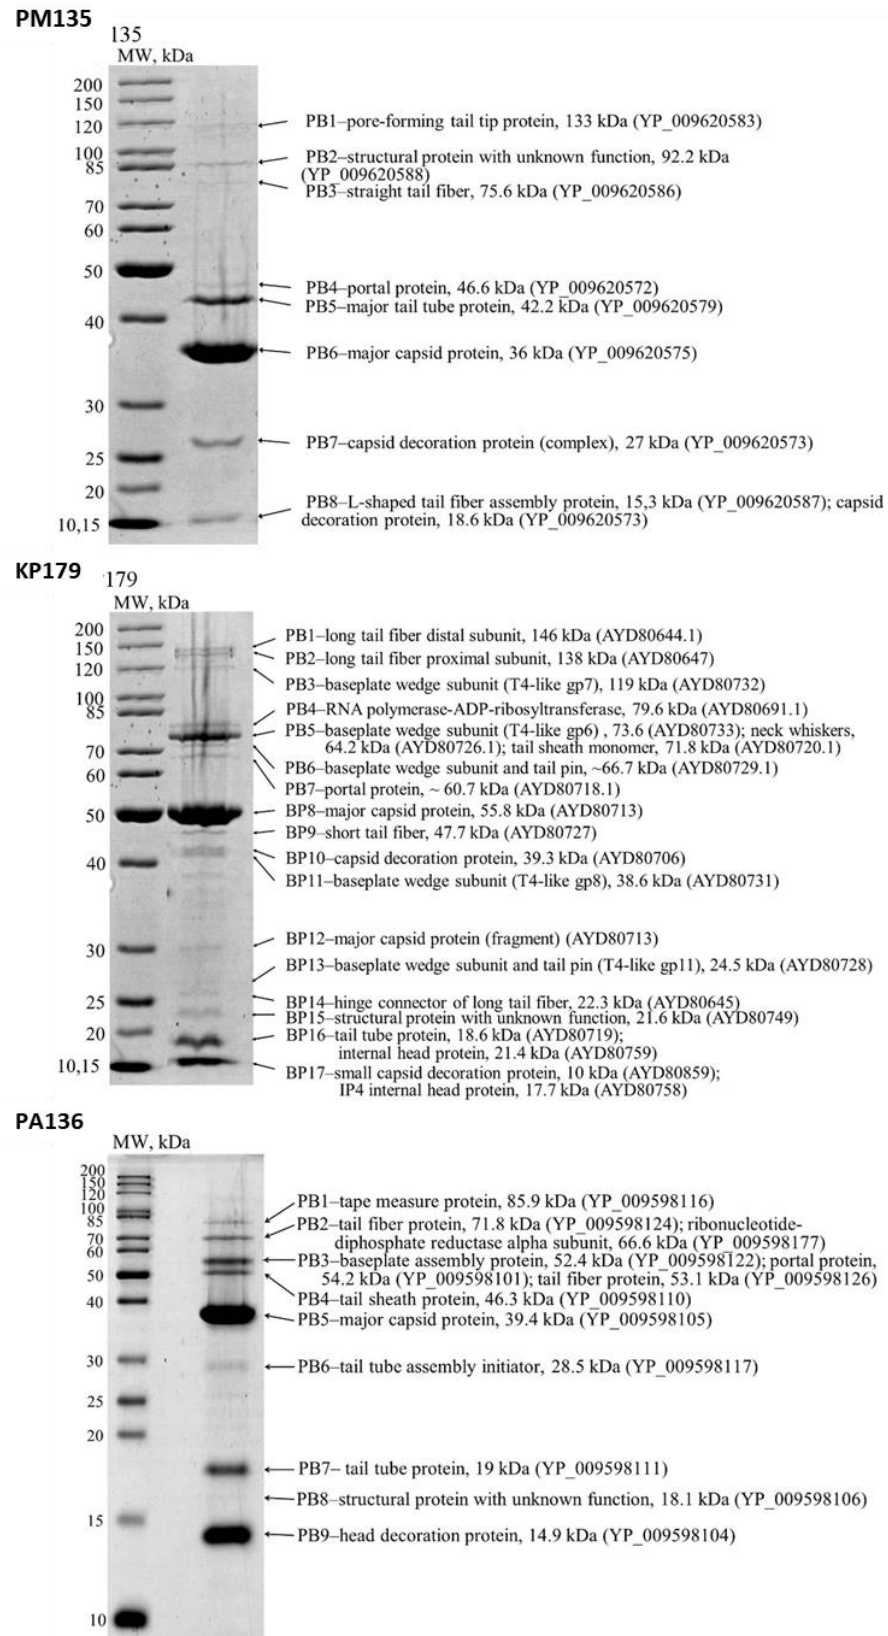 PM135
135
MW, kDa
200
150
120
100
85
70
60
50
40
30
25
20
10,15
PB1–pore-forming tail tip protein, 133 kDa (YP_009620583)
PB2–structural protein with unknown function, 92.2 kDa
(YP_009620588)
PB3–straight tail fiber, 75.6 kDa (YP_009620586)
PB4–portal protein, 46.6 kDa (YP_009620572)
PB5–major tail tube protein, 42.2 kDa (YP_009620579)
PB6–major capsid protein, 36 kDa (YP_009620575)
PB7–capsid decoration protein (complex), 27 kDa (YP_009620573)
PB8–L-shaped tail fiber assembly protein, 15,3 kDa (YP_009620587); capsid
decoration protein, 18.6 kDa (YP_009620573)
KP179
179
MW, kDa
200
150
120
100
85
70
60
50
40
30
25
20
10,15
PB1–long tail fiber distal subunit, 146 kDa (AYD80644.1)
PB2–long tail fiber proximal subunit, 138 kDa (AYD80647)
PB3–baseplate wedge subunit (T4-like gp7), 119 kDa (AYD80732)
PB4–RNA polymerase-ADP-ribosyltransferase, 79.6 kDa (AYD80691.1)
PB5–baseplate wedge subunit (T4-like gp6) , 73.6 (AYD80733); neck whiskers,
64.2 kDa (AYD80726.1); tail sheath monomer, 71.8 kDa (AYD80720.1)
PB6–baseplate wedge subunit and tail pin, ~66.7 kDa (AYD80729.1)
PB7–portal protein, ~ 60.7 kDa (AYD80718.1)
BP8–major capsid protein, 55.8 kDa (AYD80713)
BP9–short tail fiber, 47.7 kDa (AYD80727)
BP10–capsid decoration protein, 39.3 kDa (AYD80706)
BP11–baseplate wedge subunit (T4-like gp8), 38.6 kDa (AYD80731)
BP12–major capsid protein (fragment) (AYD80713)
BP13–baseplate wedge subunit and tail pin (T4-like gp11), 24.5 kDa (AYD80728)
BP14–hinge connector of long tail fiber, 22.3 kDa (AYD80645)
BP15–structural protein with unknown function, 21.6 kDa (AYD80749)
BP16–tail tube protein, 18.6 kDa (AYD80719);
internal head protein, 21.4 kDa (AYD80759)
BP17–small capsid decoration protein, 10 kDa (AYD80859);
IP4 internal head protein, 17.7 kDa (AYD80758)
PA136
MW, kDa
200
150
120
100
85
70
60
50
40
30
25
20
15
10
PB1–tape measure protein, 85.9 kDa (YP_009598116)
PB2–tail fiber protein, 71.8 kDa (YP_009598124); ribonucleotide-
diphosphate reductase alpha subunit, 66.6 kDa (YP_009598177)
PB3–baseplate assembly protein, 52.4 kDa (YP_009598122); portal protein,
54.2 kDa (YP_009598101); tail fiber protein, 53.1 kDa (YP_009598126)
PB4–tail sheath protein, 46.3 kDa (YP_009598110)
PB5–major capsid protein, 39.4 kDa (YP_009598105)
PB6–tail tube assembly initiator, 28.5 kDa (YP_009598117)
PB7– tail tube protein, 19 kDa (YP_009598111)
PB8–structural protein with unknown function, 18.1 kDa (YP_009598106)
PB9–head decoration protein, 14.9 kDa (YP_009598104)